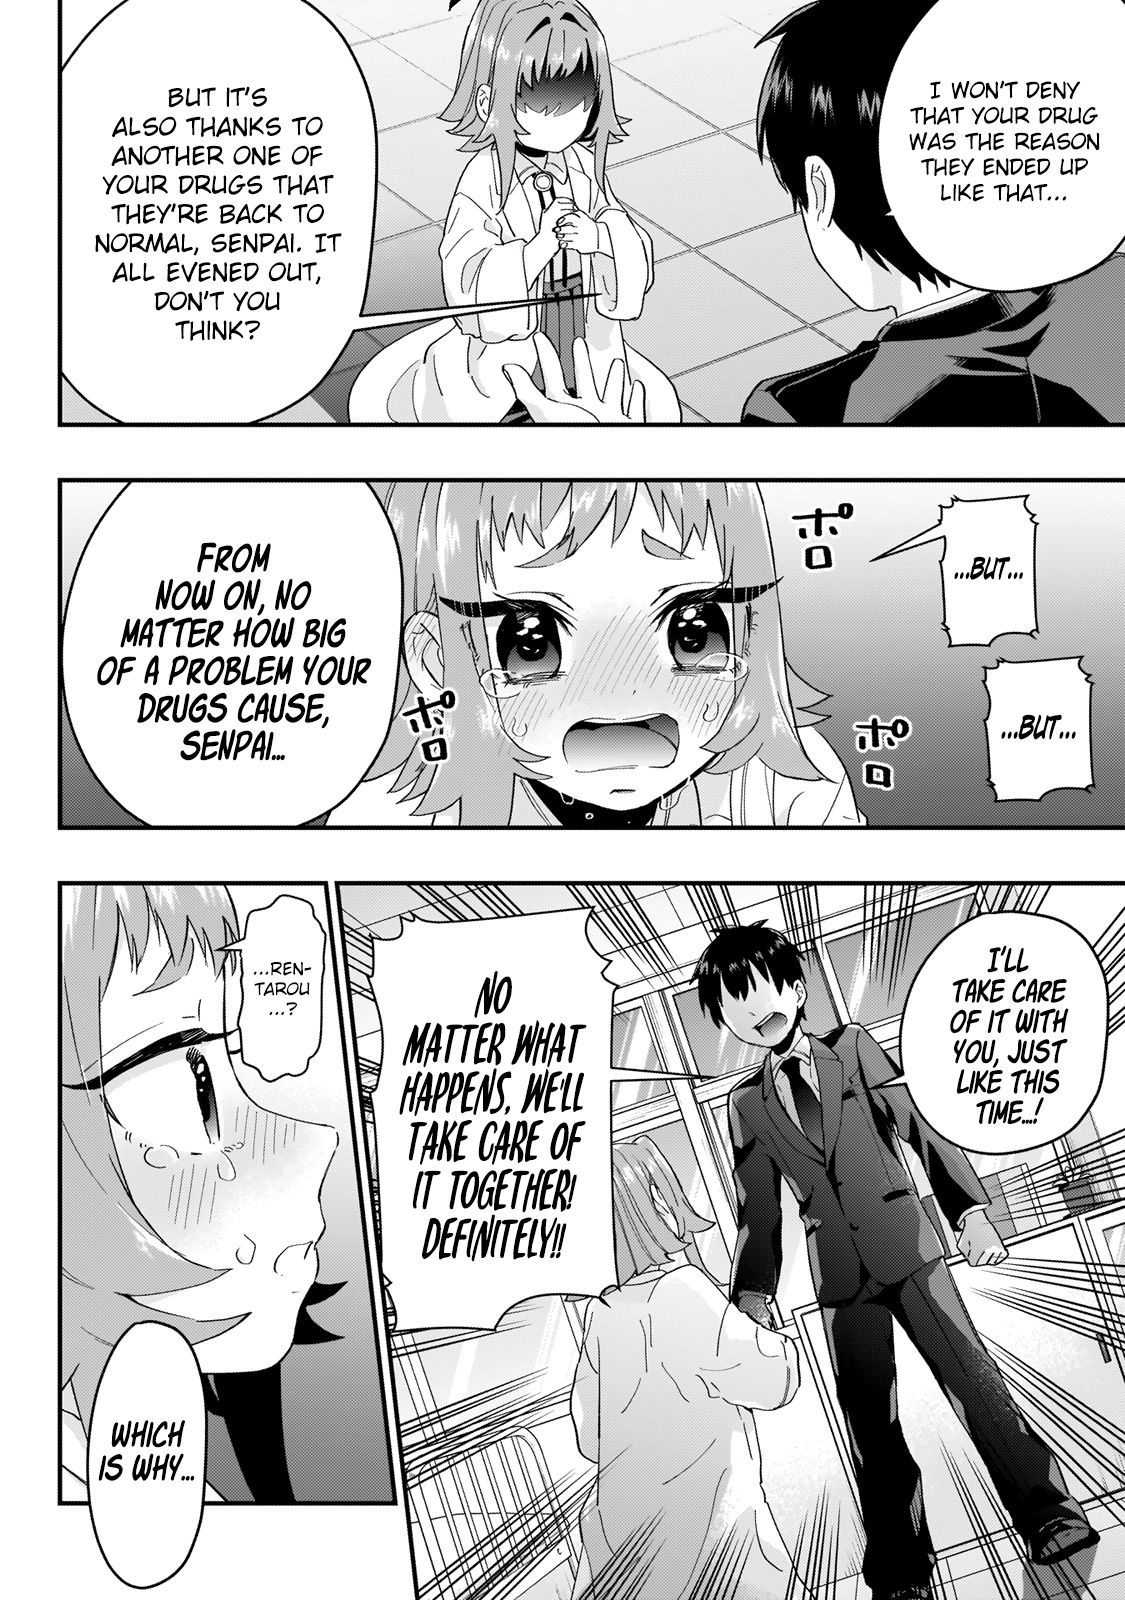 I WON'T DENY
THAT YOUR DRUG
WAS THE REASON
THEY ENDED UP
LIKE THAT...
BUT IT'S
ALSO THANKS TO
ANOTHER ONE OF
YOUR DRUGS THAT
THEY'RE BACK TO
NORMAL, SENPAI. IT
ALL EVENED OUT,
DON'T YOU
THINK?
...BUT...
...BUT...
ポロ
ポロ
ポロ
FROM
NOW ON, NO
MATTER HOW BIG
OF A PROBLEM YOUR
DRUGS CAUSE,
SENPAI...
I'LL
TAKE CARE
OF IT WITH
YOU, JUST
LIKE THIS
TIME...!
NO
MATTER WHAT
HAPPENS, WE'LL
TAKE CARE OF
IT TOGETHER!
DEFINITELY!!
...REN-
TAROU
...?
WHICH
IS WHY...